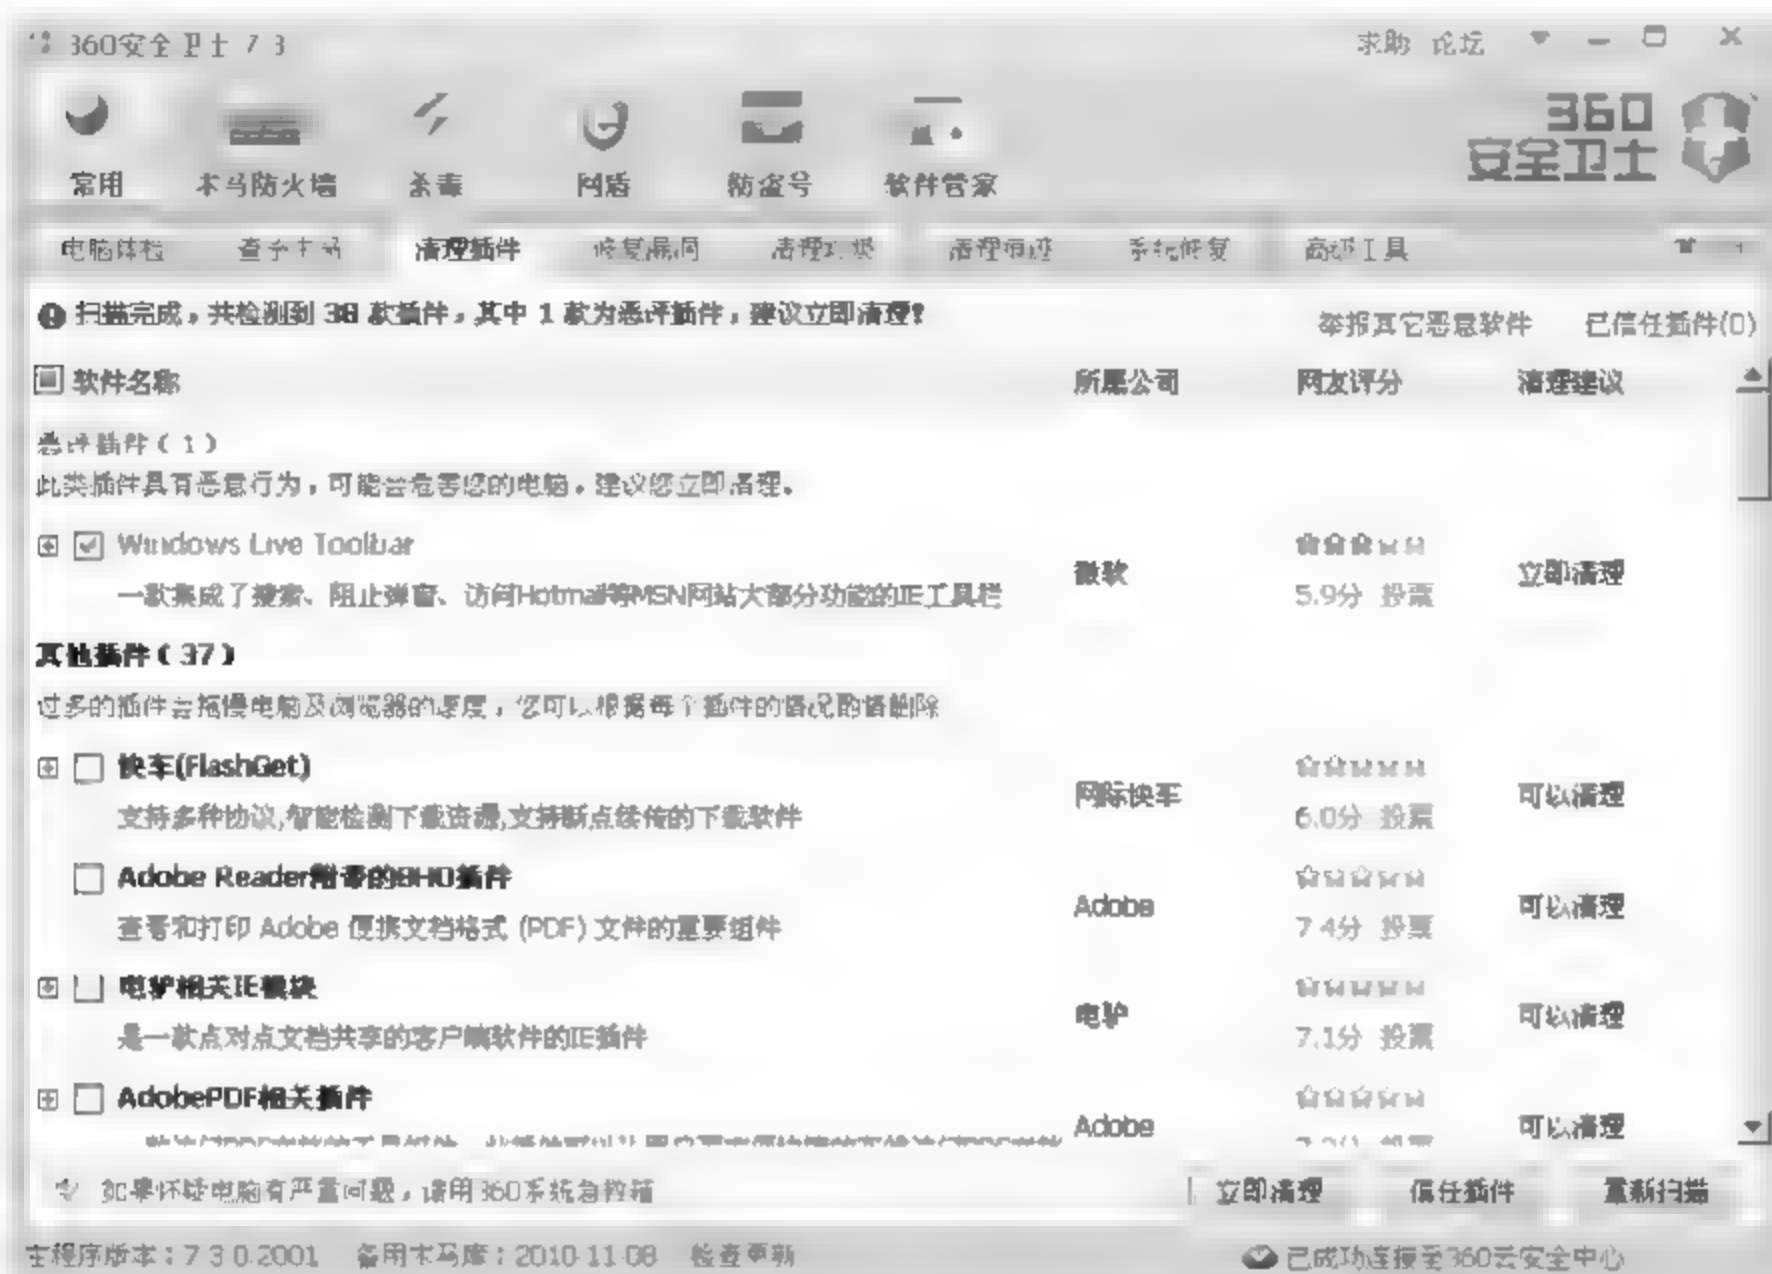 360安全卫士 7.3
求助 论坛
常用 木马防火墙 杀毒 网盾 防盗号 软件管家
360
安全卫士
电脑体检 查杀木马 清理插件 修复漏洞 清理垃圾 清理痕迹 系统修复 高级工具
扫描完成，共检测到 38 款插件，其中 1 款为恶评插件，建议立即清理！
举报其它恶意软件 已信任插件(0)
软件名称 所属公司 网友评分 清理建议
恶评插件（1）
此类插件具有恶意行为，可能会危害您的电脑，建议您立即清理。
Windows Live Toolbar
一款集成了搜索、阻止弹窗、访问Hotmail等MSN网站大部分功能的IE工具栏
微软
5.9分 投票
立即清理
其他插件（37）
过多的插件会拖慢电脑及浏览器的速度，您可以根据每个插件的情况酌情删除
快车(FlashGet)
支持多种协议,智能检测下载资源,支持断点续传的下载软件
网际快车
6.0分 投票
可以清理
Adobe Reader附带的BHO插件
查看和打印 Adobe 便携文档格式 (PDF) 文件的重要组件
Adobe
7.4分 投票
可以清理
电驴相关IE模块
是一款点对点文档共享的客户端软件的IE插件
电驴
7.1分 投票
可以清理
AdobePDF相关插件
Adobe
可以清理
如果怀疑电脑有严重问题，请用360系统急救箱
立即清理 信任插件 重新扫描
主程序版本：7.3.0.2001 备用木马库：2010-11-08 检查更新
已成功连接至360云安全中心